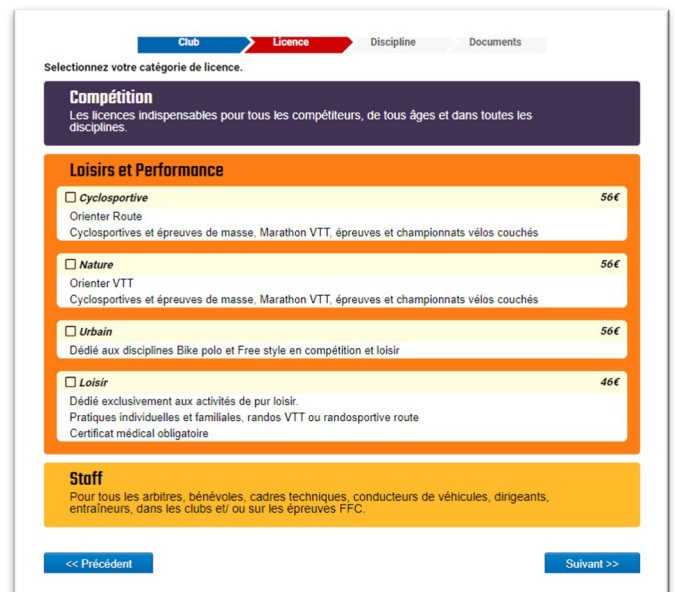 Club Licence Discipline Documents
Selectionnez votre catégorie de licence.
Compétition
Les licences indispensables pour tous les compétiteurs, de tous âges et dans toutes les
disciplines.
Loisirs et Performance
Cyclosportive 56€
Orienter Route
Cyclosportives et épreuves de masse, Marathon VTT, épreuves et championnats vélos couchés
Nature 56€
Orienter VTT
Cyclosportives et épreuves de masse, Marathon VTT, épreuves et championnats vélos couchés
Urbain 56€
Dédié aux disciplines Bike polo et Free style en compétition et loisir
Loisir 46€
Dédié exclusivement aux activités de pur loisir.
Pratiques individuelles et familiales, randos VTT ou randosportive route
Certificat médical obligatoire
Staff
Pour tous les arbitres, bénévoles, cadres techniques, conducteurs de véhicules, dirigeants,
entraîneurs, dans les clubs et/ ou sur les épreuves FFC.
<< Précédent Suivant >>